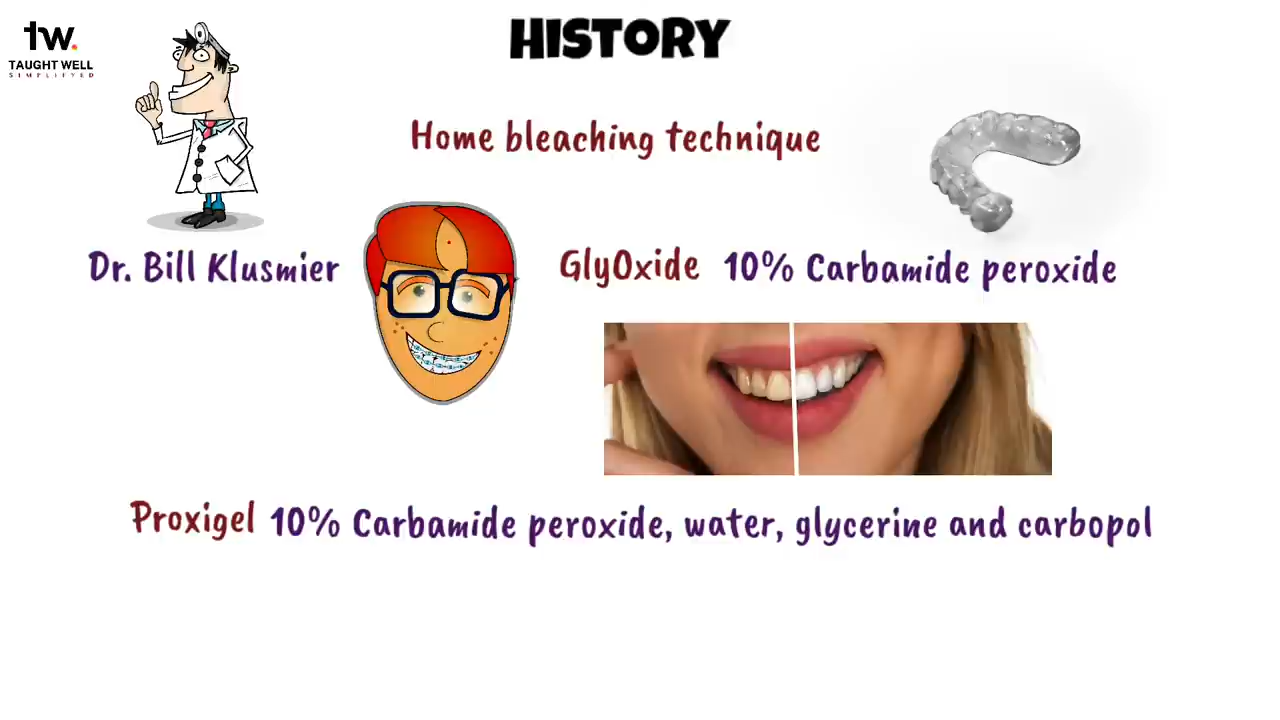 tw.
TAUGHT WELL
SIMPLIFYED
HISTORY
Home bleaching technique
Dr. Bill Klusmier
GlyOxide 10% Carbamide peroxide
Proxigel 10% Carbamide peroxide, water, glycerine and carbopol